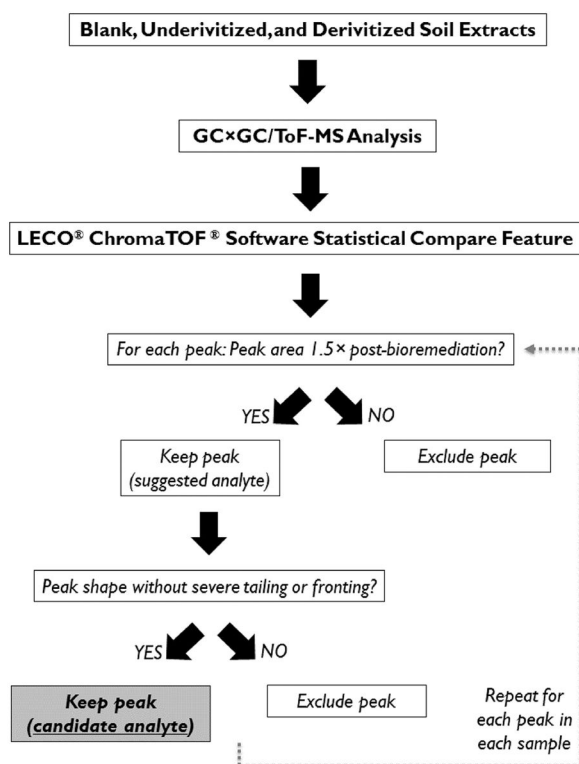 Blank, Underivitized, and Derivitized Soil Extracts
GC×GC/ToF-MS Analysis
LECO® ChromaTOF ® Software Statistical Compare Feature
For each peak: Peak area 1.5× post-bioremediation?
YES
NO
Keep peak
(suggested analyte)
Exclude peak
Peak shape without severe tailing or fronting?
YES
NO
Keep peak
(candidate analyte)
Exclude peak
Repeat for
each peak in
each sample